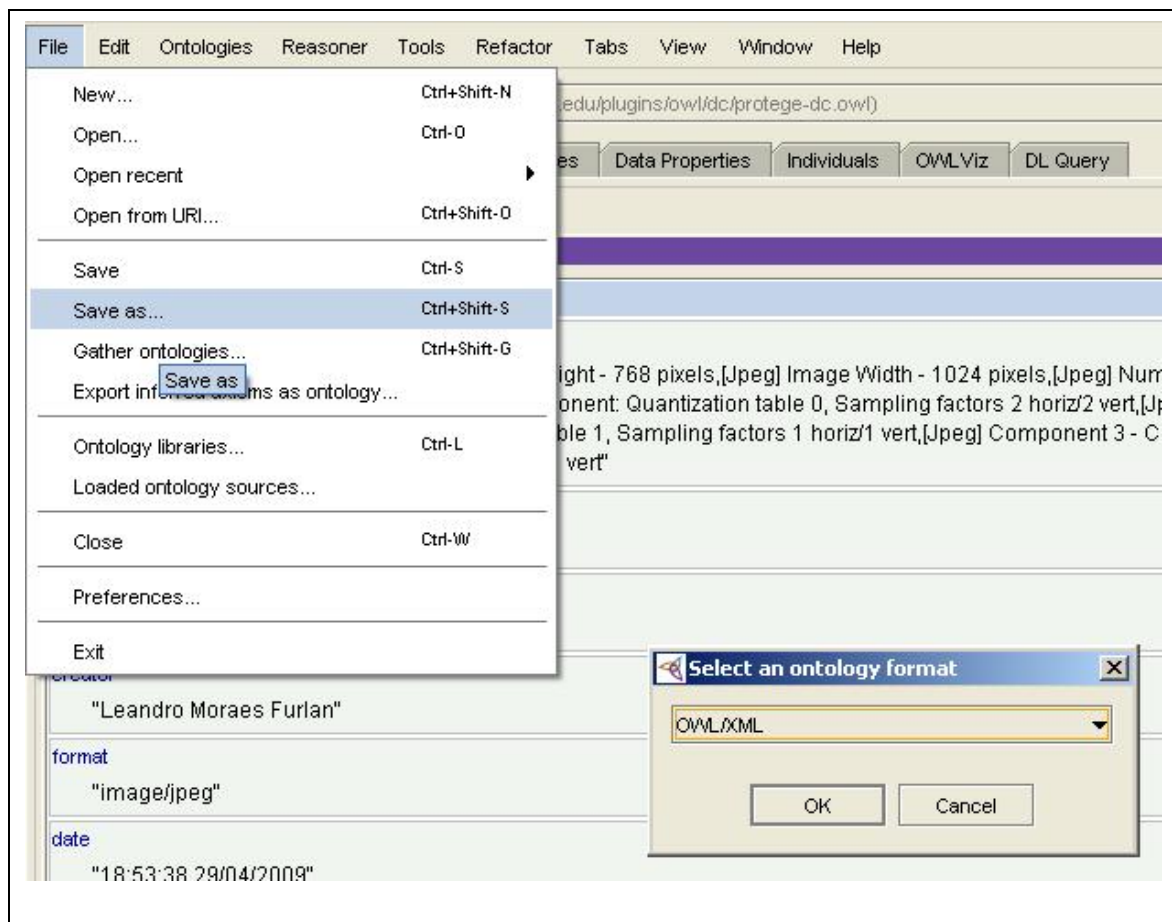 File Edit Ontologies Reasoner Tools Refactor Tabs View Window Help
New... Ctrl+Shift-N
Open... Ctrl-O
Open recent
Open from URI... Ctrl+Shift-O
Save Ctrl-S
Save as... Ctrl+Shift-S
Gather ontologies... Ctrl+Shift-G
Save as
Export axioms as ontology...
Ontology libraries... Ctrl-L
Loaded ontology sources...
Close Ctrl-W
Preferences...
Exit
.edu/plugins/owl/dc/protege-dc.owl)
es Data Properties Individuals OWLViz DL Query
ight - 768 pixels,[Jpeg] Image Width - 1024 pixels,[Jpeg] Num
onent: Quantization table 0, Sampling factors 2 horiz/2 vert,[J
ble 1, Sampling factors 1 horiz/1 vert,[Jpeg] Component 3 - C
vert"
creator
"Leandro Moraes Furlan"
format
"image/jpeg"
date
"18:53:38 29/04/2009"
Select an ontology format
OWL/XML
OK Cancel